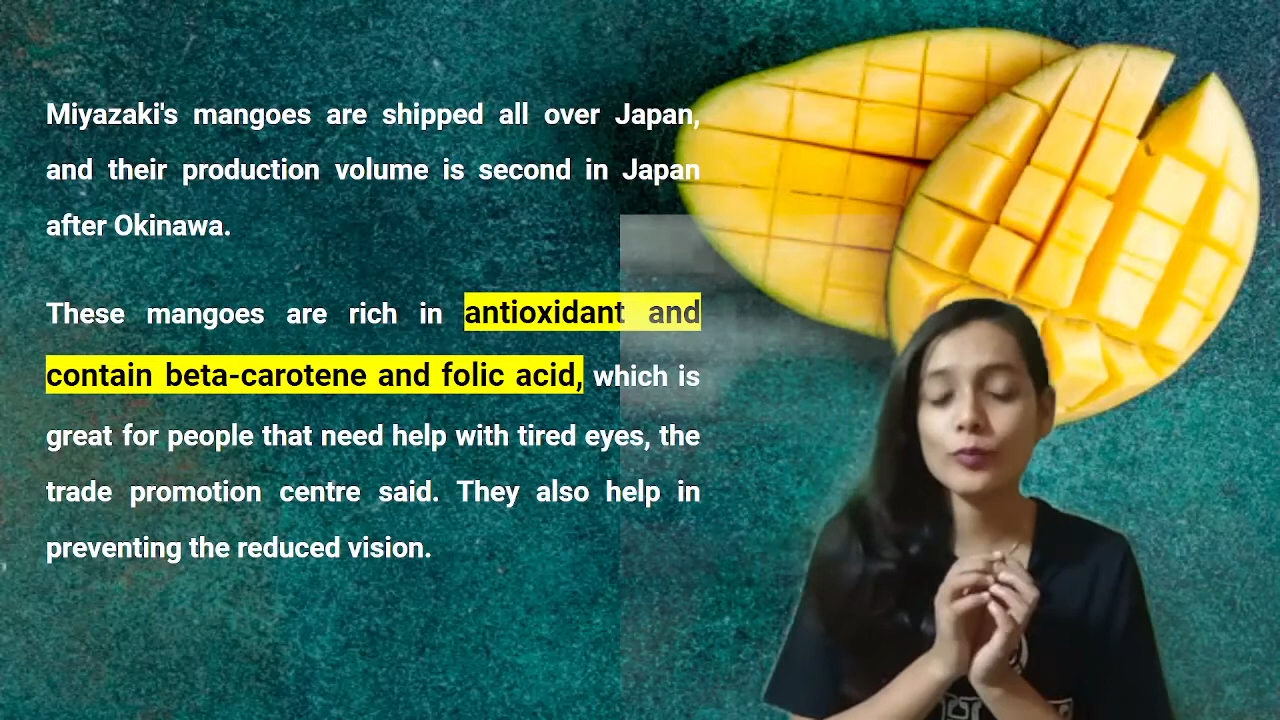 Miyazaki's mangoes are shipped all over Japan,
and their production volume is second in Japan
after Okinawa.
These mangoes are rich in antioxidant and
contain beta-carotene and folic acid, which is
great for people that need help with tired eyes, the
trade promotion centre said. They also help in
preventing the reduced vision.